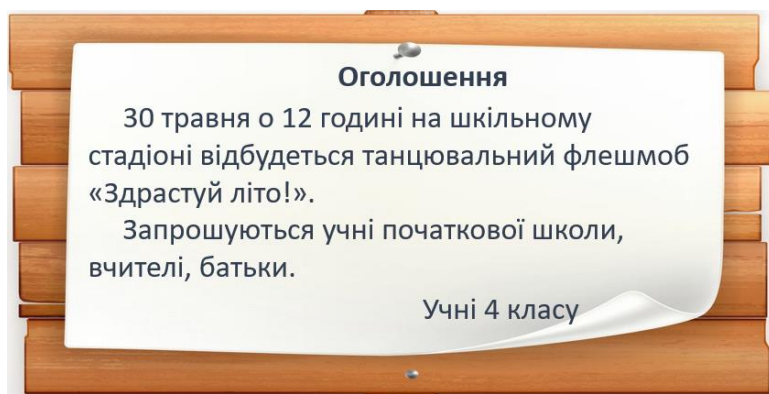 Оголошення
30 травня о 12 годині на шкільному
стадіоні відбудеться танцювальний флешмоб
«Здрастуй літо!».
Запрошуються учні початкової школи,
вчителі, батьки.
Учні 4 класу